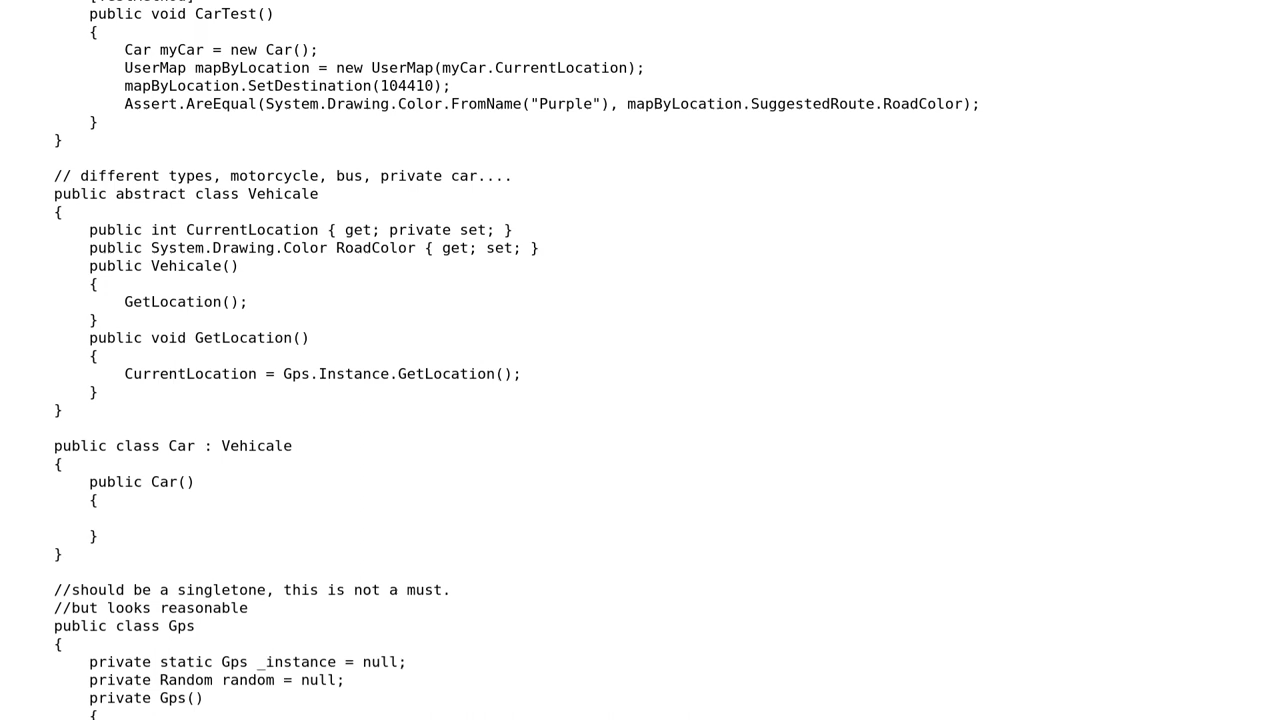 public void CarTest()
{
Car myCar = new Car();
UserMap mapByLocation = new UserMap(myCar.CurrentLocation);
mapByLocation.SetDestination(104410);
Assert.AreEqual(System.Drawing.Color.FromName("Purple"), mapByLocation.SuggestedRoute.RoadColor);
}
}
// different types, motorcycle, bus, private car....
public abstract class Vehicale
{
public int CurrentLocation { get; private set; }
public System.Drawing.Color RoadColor { get; set; }
public Vehicale()
{
GetLocation();
}
public void GetLocation()
{
CurrentLocation = Gps.Instance.GetLocation();
}
}
public class Car : Vehicale
{
public Car()
{
}
}
//should be a singletone, this is not a must.
//but looks reasonable
public class Gps
{
private static Gps _instance = null;
private Random random = null;
private Gps()
{